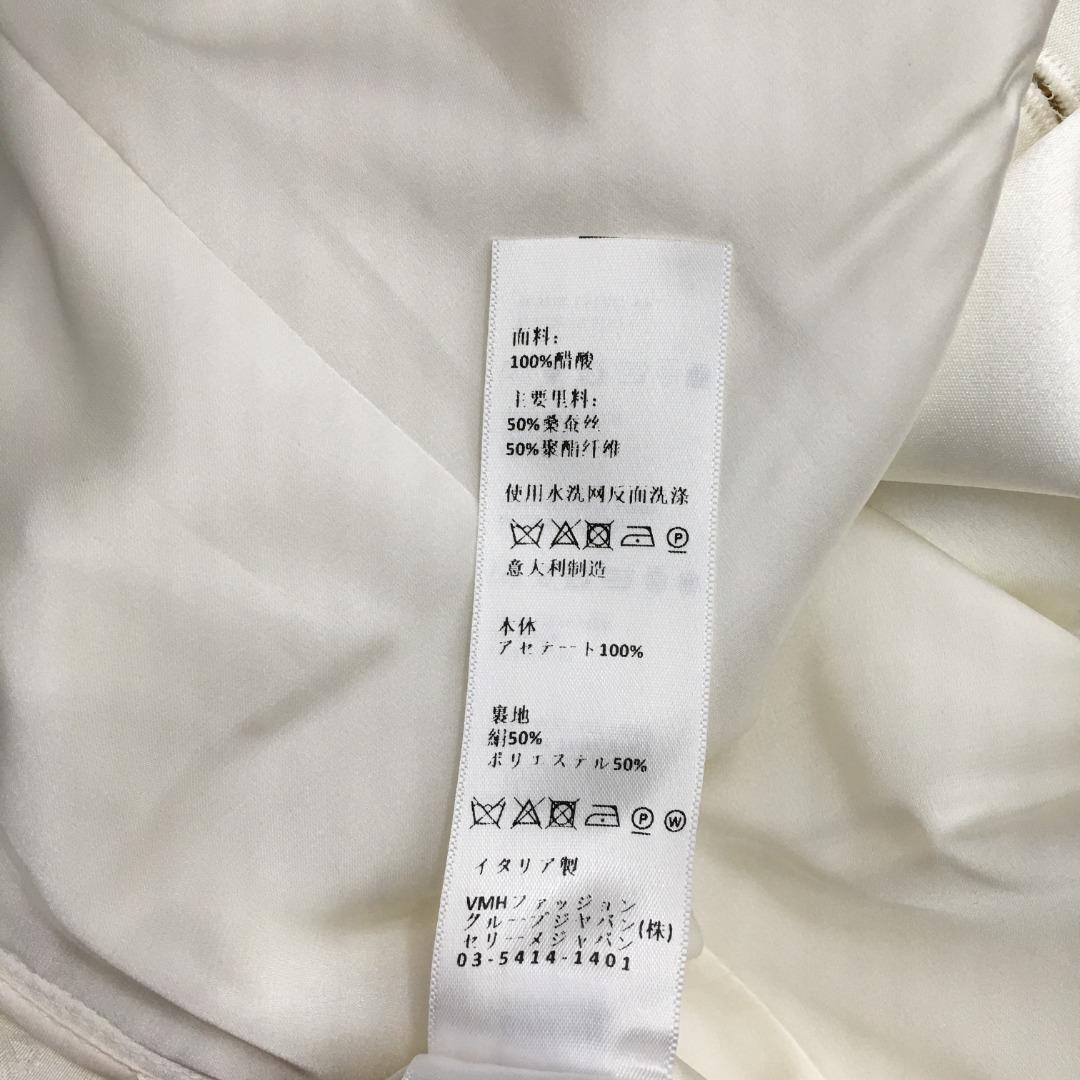 面料：
100%醋酸
主要里料：
50%桑蚕丝
50%聚酯纤维
使用水洗网反面洗涤
P
意大利制造
本体
アセテート100%
裏地
絹50%
ポリエステル50%
P W
イタリア製
VMHファッション
グループジャパン(株)
セリーメジャパン
03-5414-1401